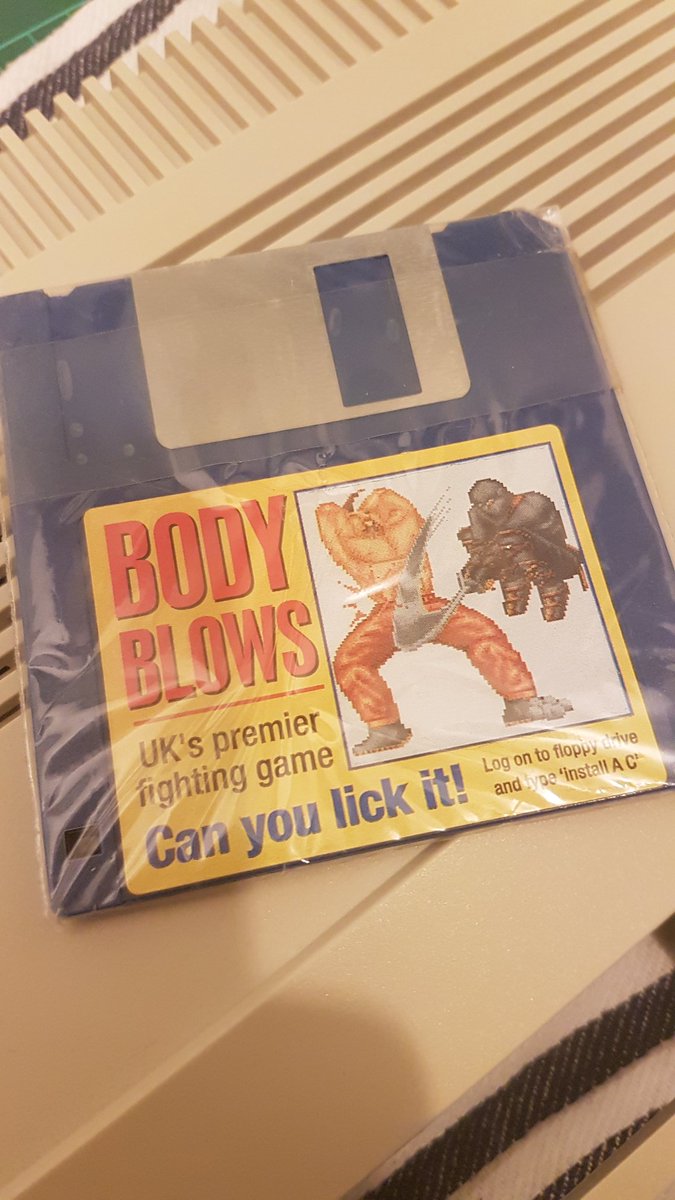 BODY
BLOWS
UK's premier
fighting game
Can you lick it!
Log on to floppy drive
and type 'install A C'